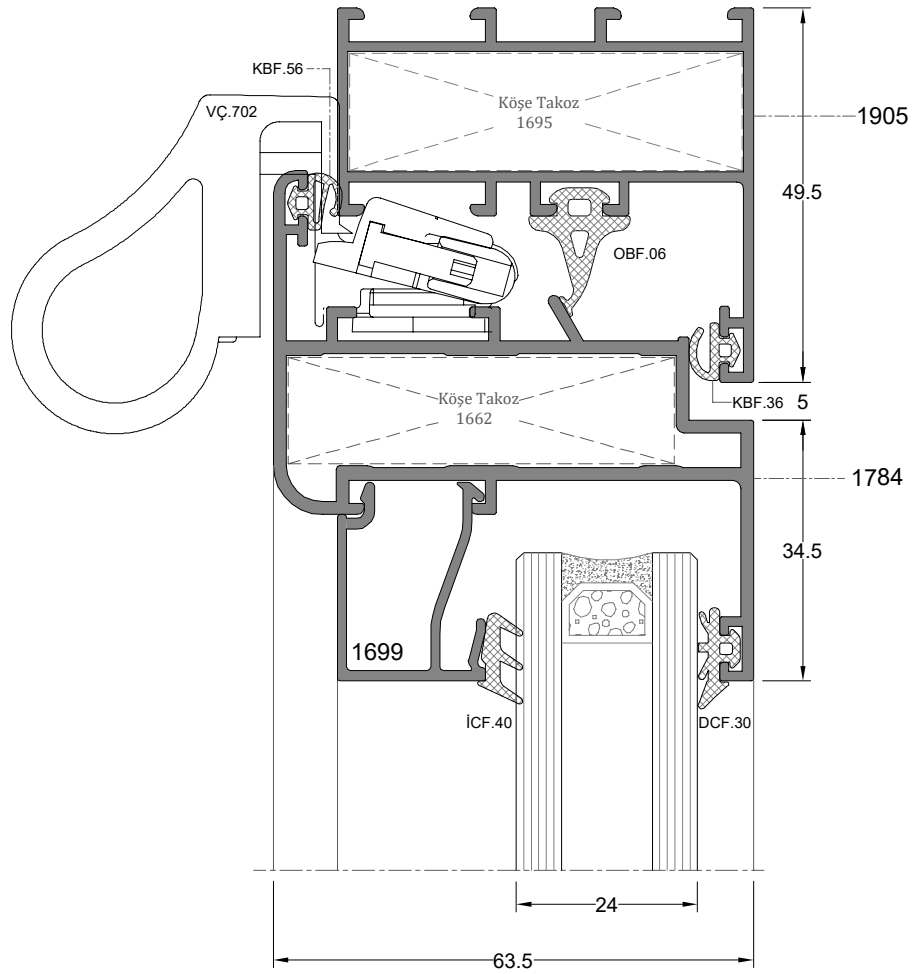 KBF.56
VÇ.702
Köşe Takoz
1695
1905
49.5
OBF.06
Köşe Takoz
1662
KBF.36
5
1784
34.5
1699
İCF.40
DCF.30
24
63.5